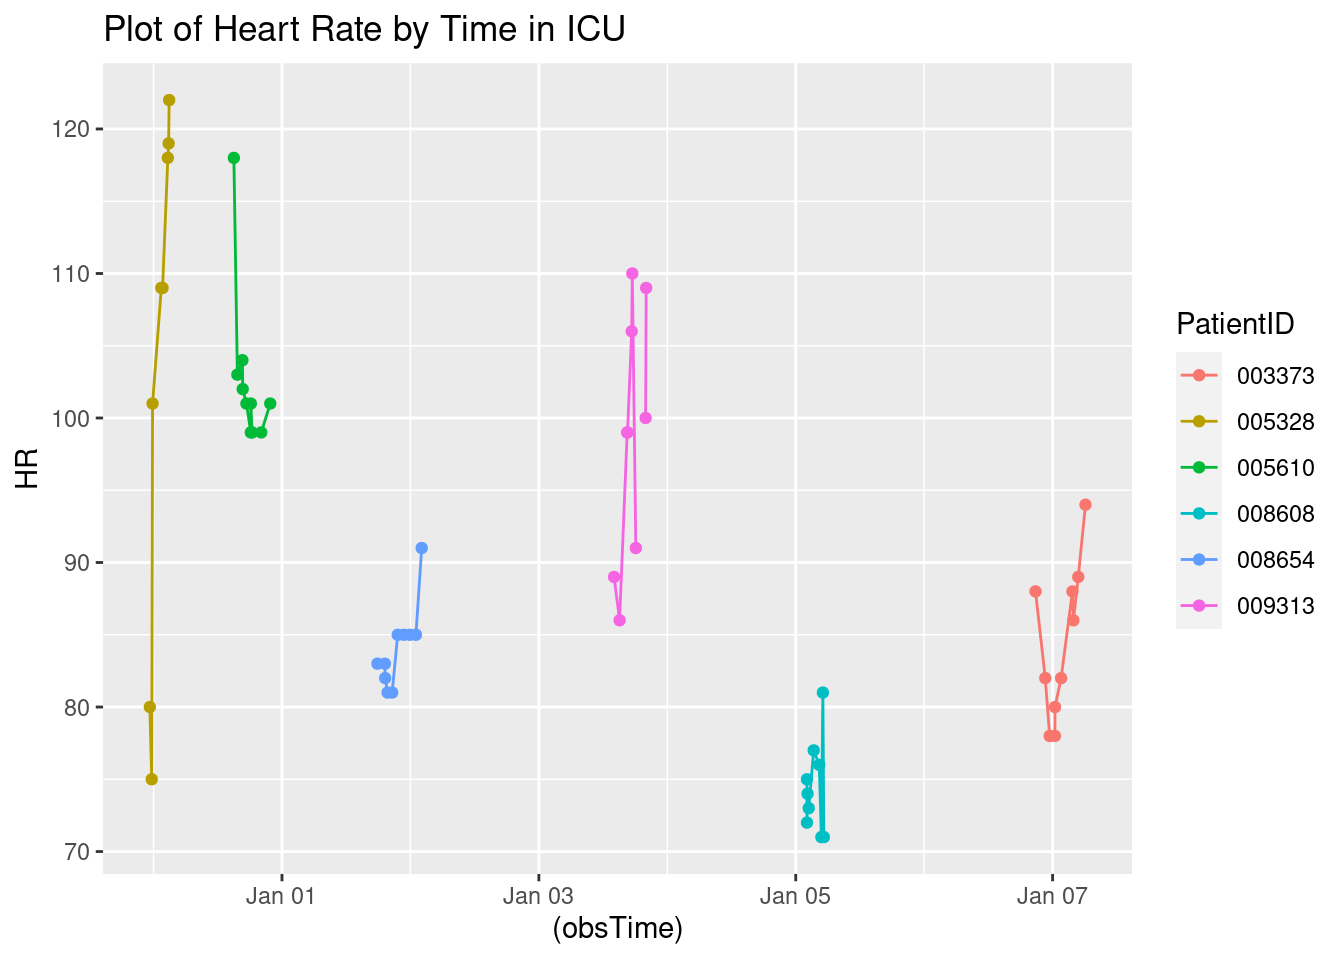 Plot of Heart Rate by Time in ICU
120
110
100
90
80
70
HR
Jan 01
Jan 03
Jan 05
Jan 07
(obsTime)
PatientID
003373
005328
005610
008608
008654
009313